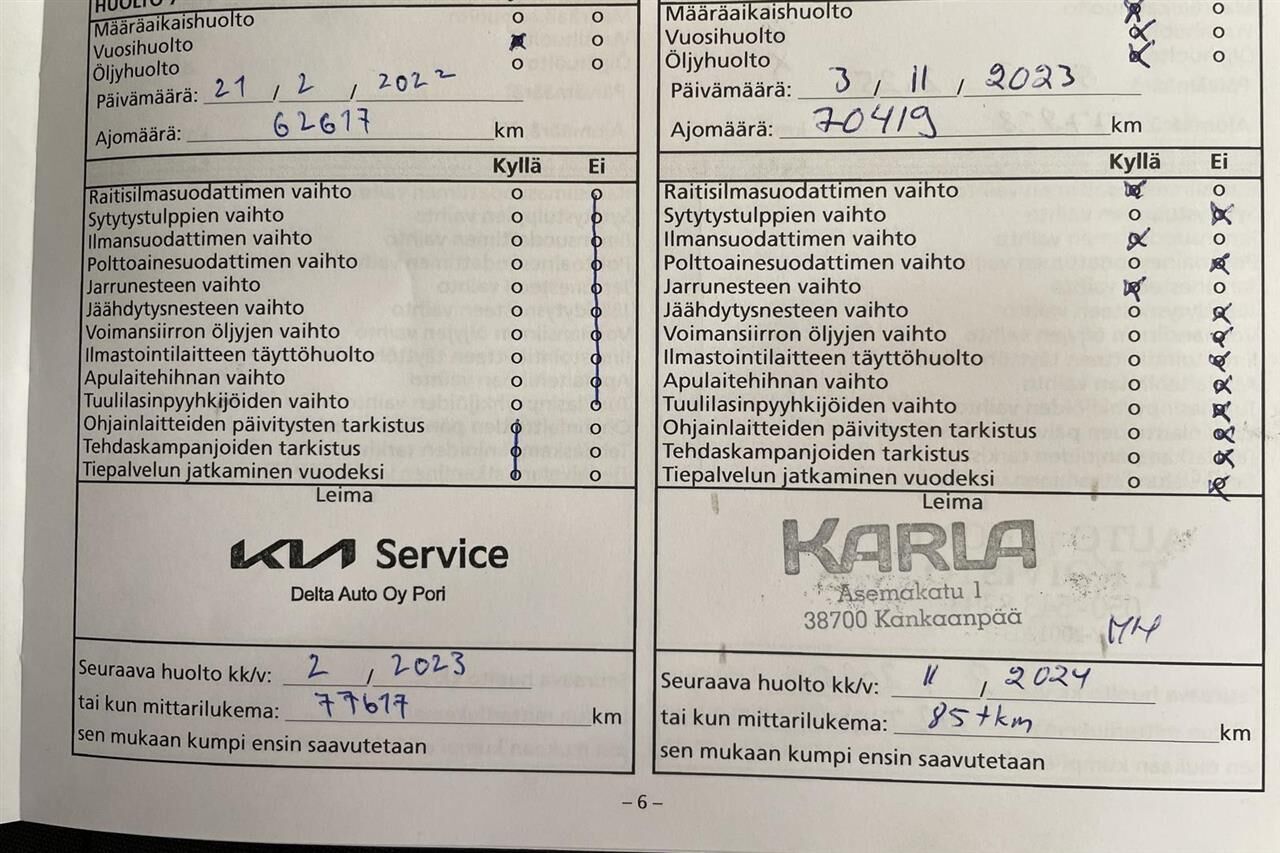 HUOLTO 7
Määräaikaishuolto
Vuosihuolto
Öljyhuolto
Päivämäärä: 21 / 2 / 2022
Ajomäärä: 62617 km
Kyllä Ei
Raitisilmasuodattimen vaihto
Sytytystulppien vaihto
Ilmansuodattimen vaihto
Polttoainesuodattimen vaihto
Jarrunesteen vaihto
Jäähdytysnesteen vaihto
Voimansiirron öljyjen vaihto
Ilmastointilaitteen täyttöhuolto
Apulaitehihnan vaihto
Tuulilasinpyyhkijöiden vaihto
Ohjainlaitteiden päivitysten tarkistus
Tehdaskampanjoiden tarkistus
Tiepalvelun jatkaminen vuodeksi
Leima
KIA Service
Delta Auto Oy Pori
Seuraava huolto kk/v: 2 / 2023
tai kun mittarilukema: 77617 km
sen mukaan kumpi ensin saavutetaan
Määräaikaishuolto
Vuosihuolto
Öljyhuolto
Päivämäärä: 3 / 11 / 2023
Ajomäärä: 70419 km
Kyllä Ei
Raitisilmasuodattimen vaihto
Sytytystulppien vaihto
Ilmansuodattimen vaihto
Polttoainesuodattimen vaihto
Jarrunesteen vaihto
Jäähdytysnesteen vaihto
Voimansiirron öljyjen vaihto
Ilmastointilaitteen täyttöhuolto
Apulaitehihnan vaihto
Tuulilasinpyyhkijöiden vaihto
Ohjainlaitteiden päivitysten tarkistus
Tehdaskampanjoiden tarkistus
Tiepalvelun jatkaminen vuodeksi
Leima
KARLA
Asemakatu 1
38700 Kankaanpää
MH
Seuraava huolto kk/v: 11 / 2024
tai kun mittarilukema: 85tkm km
sen mukaan kumpi ensin saavutetaan
– 6 –